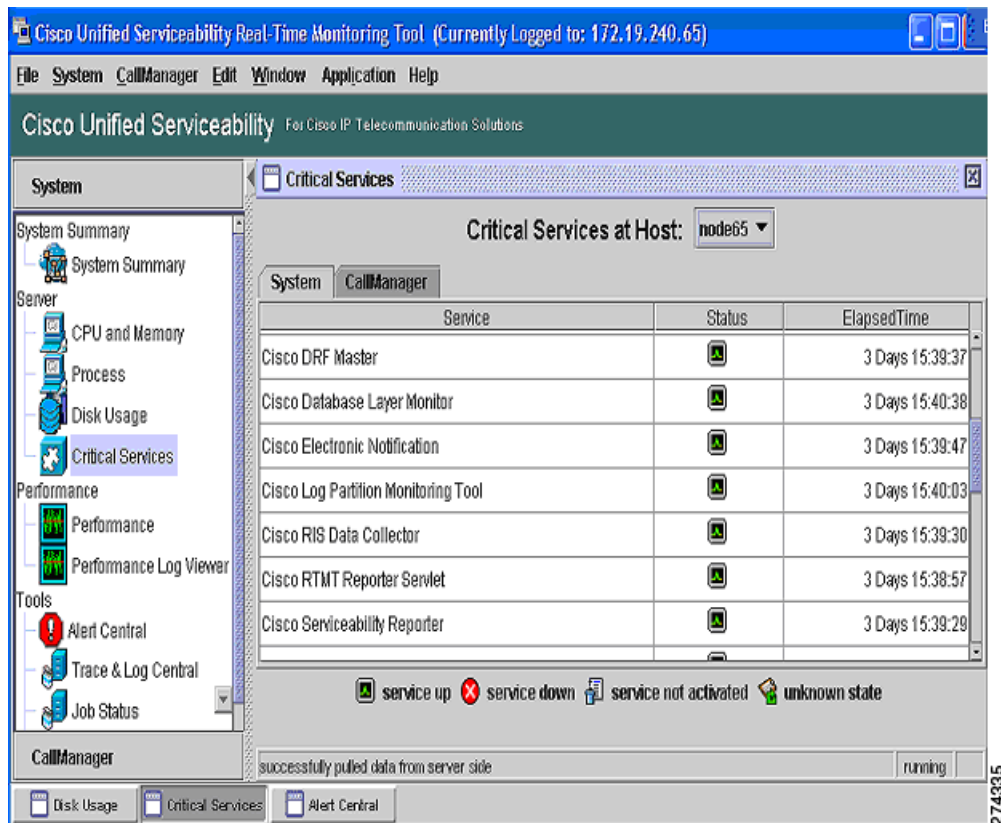 Cisco Unified Serviceability Real-Time Monitoring Tool (Currently Logged to: 172.19.240.65)
File System CallManager Edit Window Application Help
Cisco Unified Serviceability For Cisco IP Telecommunication Solutions
System
System Summary
System Summary
Server
CPU and Memory
Process
Disk Usage
Critical Services
Performance
Performance
Performance Log Viewer
Tools
Alert Central
Trace & Log Central
Job Status
CallManager
Critical Services
Critical Services at Host: node65
System CallManager
Service Status ElapsedTime
Cisco DRF Master 3 Days 15:39:37
Cisco Database Layer Monitor 3 Days 15:40:38
Cisco Electronic Notification 3 Days 15:39:47
Cisco Log Partition Monitoring Tool 3 Days 15:40:03
Cisco RIS Data Collector 3 Days 15:39:30
Cisco RTMT Reporter Servlet 3 Days 15:38:57
Cisco Serviceability Reporter 3 Days 15:39:29
service up service down service not activated unknown state
successfully pulled data from server side running
Disk Usage Critical Services Alert Central
274335